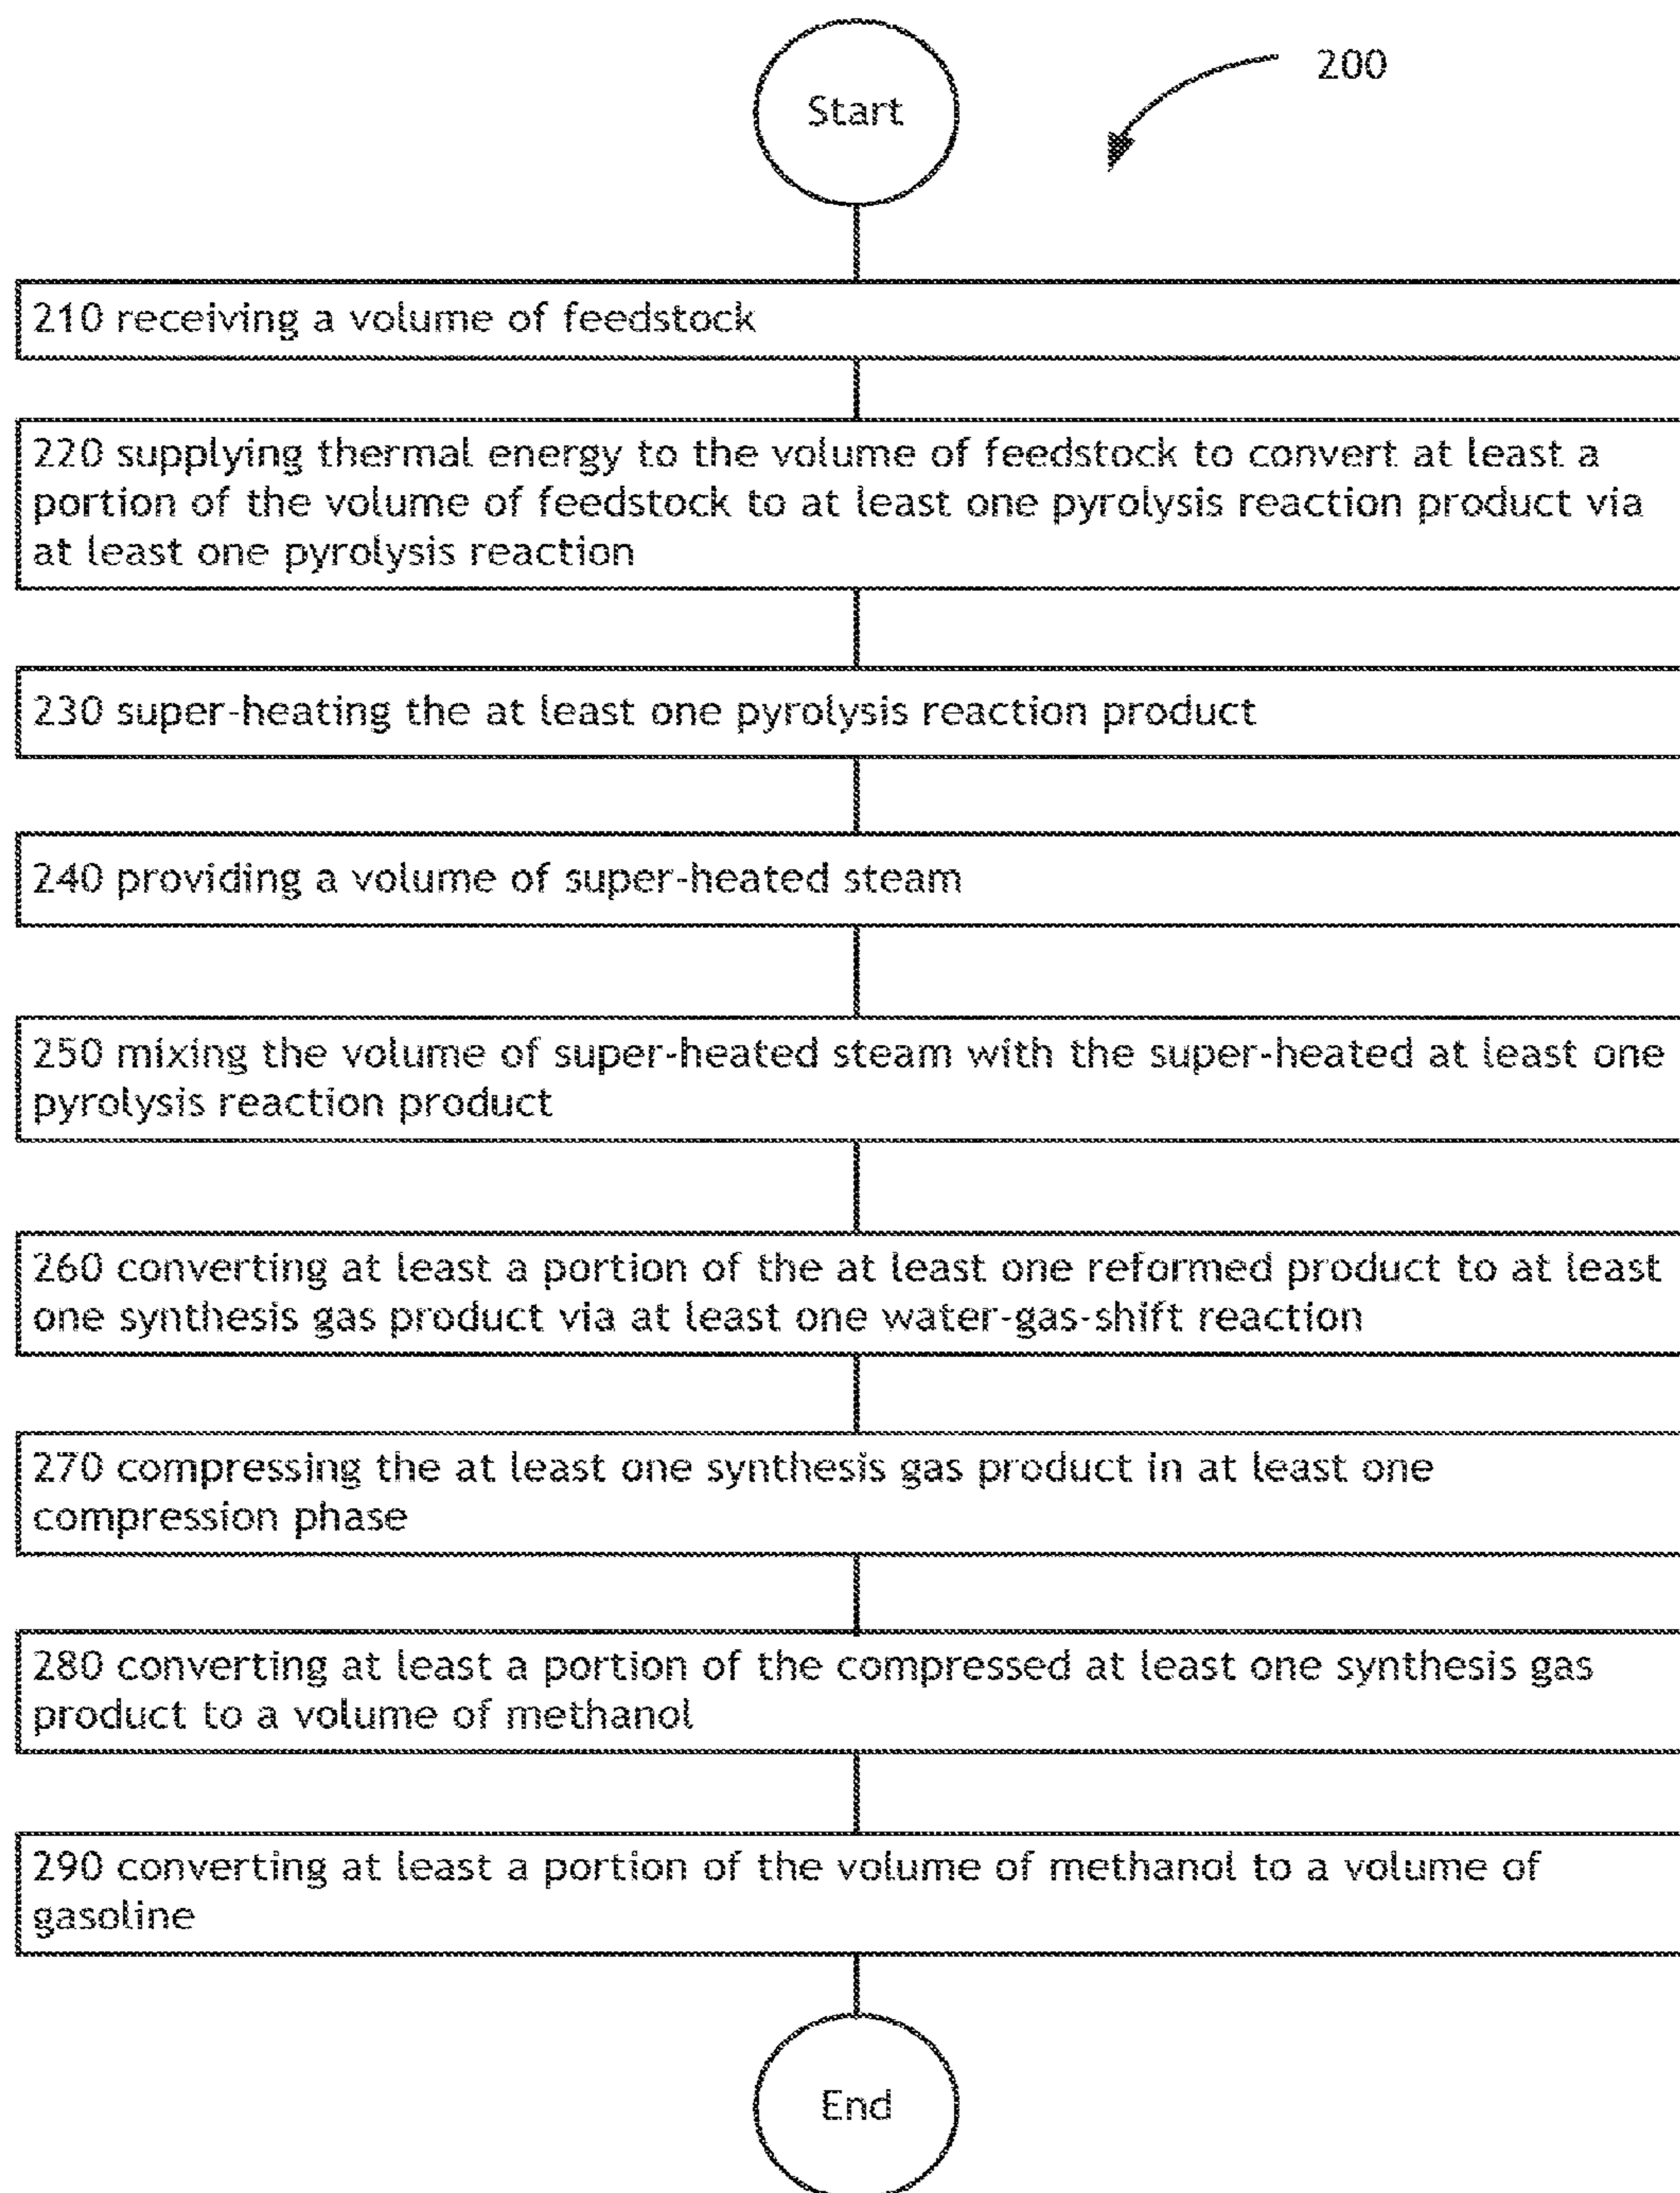 Start
200
210 receiving a volume of feedstock
220 supplying thermal energy to the volume of feedstock to convert at least a
portion of the volume of feedstock to at least one pyrolysis reaction product via
at least one pyrolysis reaction
230 super-heating the at least one pyrolysis reaction product
240 providing a volume of super-heated steam
250 mixing the volume of super-heated steam with the super-heated at least one
pyrolysis reaction product
260 converting at least a portion of the at least one reformed product to at least
one synthesis gas product via at least one water-gas-shift reaction
270 compressing the at least one synthesis gas product in at least one
compression phase
280 converting at least a portion of the compressed at least one synthesis gas
product to a volume of methanol
290 converting at least a portion of the volume of methanol to a volume of
gasoline
End